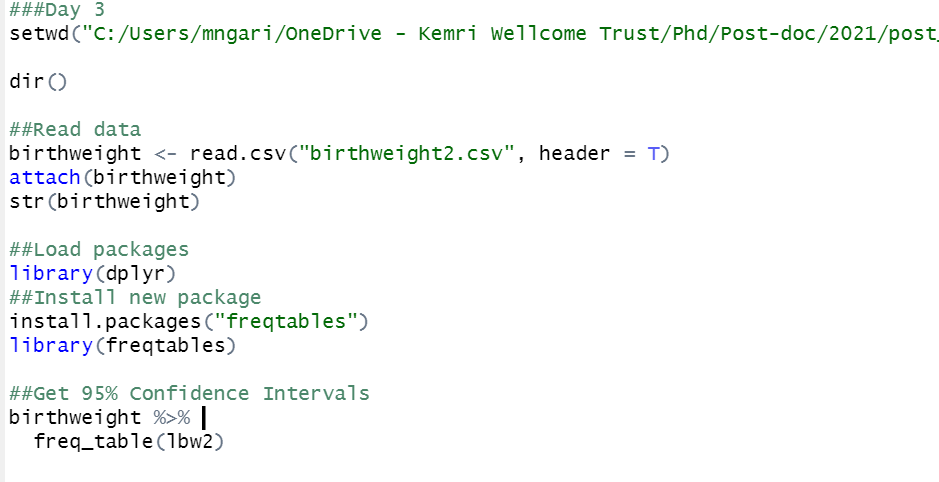 ###Day 3
setwd("C:/Users/mngari/OneDrive - Kemri Wellcome Trust/Phd/Post-doc/2021/post_
dir()
##Read data
birthweight <- read.csv("birthweight2.csv", header = T)
attach(birthweight)
str(birthweight)
##Load packages
library(dplyr)
##Install new package
install.packages("freqtables")
library(freqtables)
##Get 95% Confidence Intervals
birthweight %>%
freq_table(lbw2)